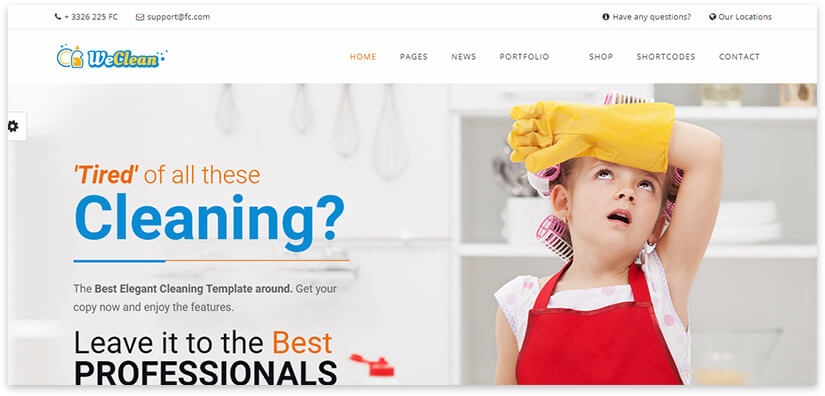 + 3326 225 FC support@fc.com Have any questions? Our Locations
WeClean HOME PAGES NEWS PORTFOLIO SHOP SHORTCODES CONTACT
'Tired' of all these
Cleaning?
The Best Elegant Cleaning Template around. Get your
copy now and enjoy the features.
Leave it to the Best
PROFESSIONALS